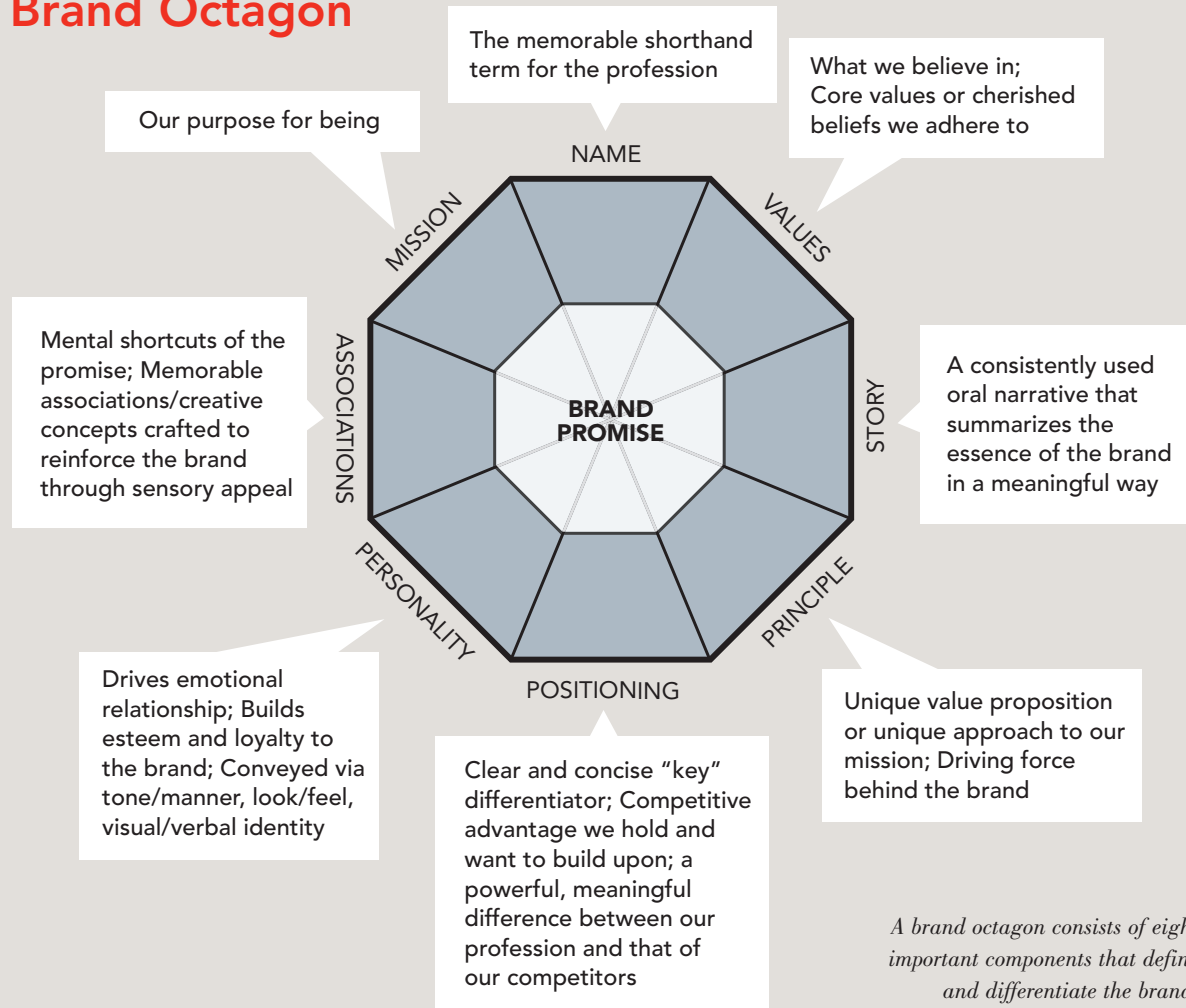 Brand Octagon
The memorable shorthand
term for the profession
What we believe in;
Core values or cherished
beliefs we adhere to
Our purpose for being
NAME
MISSION
VALUES
Mental shortcuts of the
promise; Memorable
associations/creative
concepts crafted to
reinforce the brand
through sensory appeal
ASSOCIATIONS
BRAND
PROMISE
STORY
A consistently used
oral narrative that
summarizes the
essence of the brand
in a meaningful way
PERSONALITY
PRINCIPLE
POSITIONING
Drives emotional
relationship; Builds
esteem and loyalty to
the brand; Conveyed via
tone/manner, look/feel,
visual/verbal identity
Clear and concise “key”
differentiator; Competitive
advantage we hold and
want to build upon; a
powerful, meaningful
difference between our
profession and that of
our competitors
Unique value proposition
or unique approach to our
mission; Driving force
behind the brand
A brand octagon consists of eigh
important components that defin
and differentiate the brand